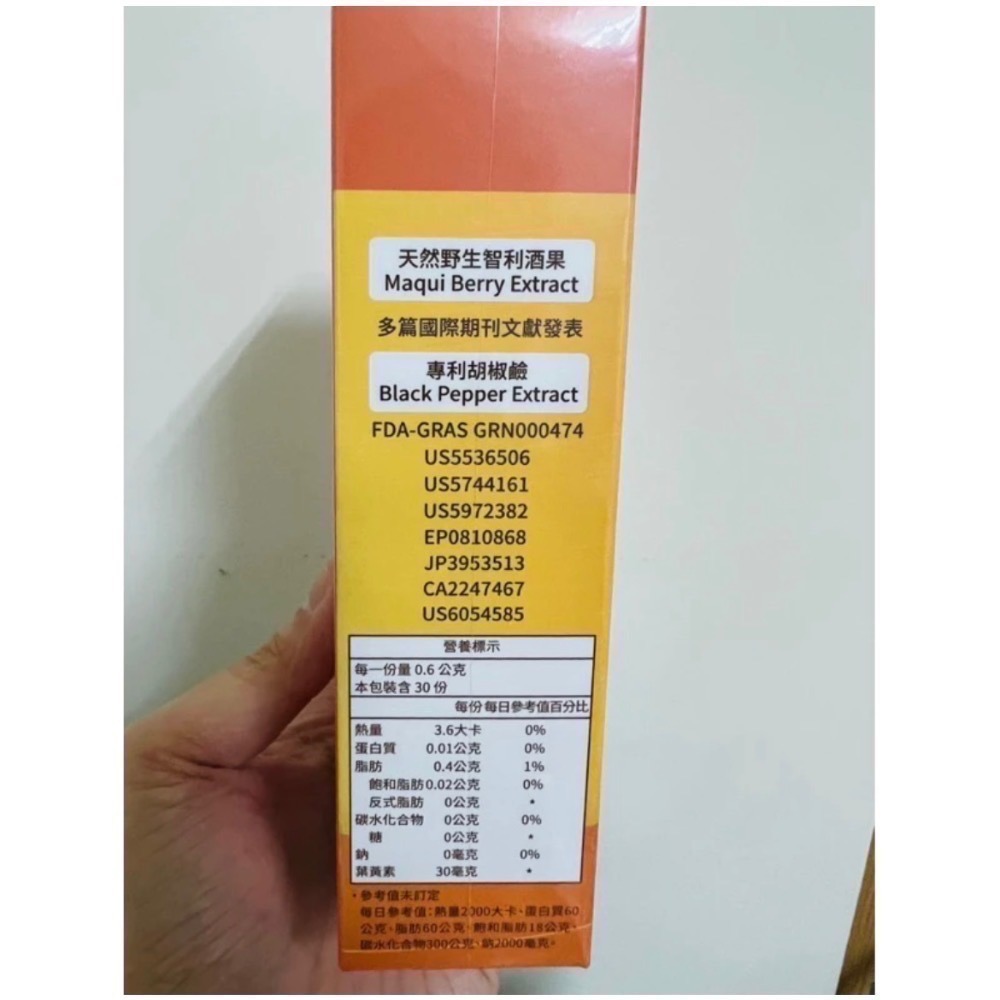 天然野生智利酒果
Maqui Berry Extract
多篇國際期刊文獻發表
專利胡椒鹼
Black Pepper Extract
FDA-GRAS GRN000474
US5536506
US5744161
US5972382
EP0810868
JP3953513
CA2247467
US6054585
營養標示
每一份量 0.6 公克
本包裝含 30 份
每份 每日參考值百分比
熱量 3.6大卡 0%
蛋白質 0.01公克 0%
脂肪 0.4公克 1%
飽和脂肪 0.02公克 0%
反式脂肪 0公克 *
碳水化合物 0公克 0%
糖 0公克 *
鈉 0毫克 0%
葉黃素 30毫克 *
*參考值未訂定
每日參考值:熱量2000大卡、蛋白質60
公克、脂肪60公克、飽和脂肪18公克、
碳水化合物300公克、鈉2000毫克。